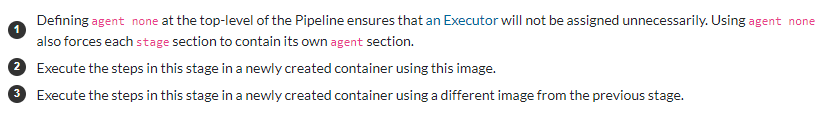 1 Defining agent none at the top-level of the Pipeline ensures that an Executor will not be assigned unnecessarily. Using agent none
also forces each stage section to contain its own agent section.
2 Execute the steps in this stage in a newly created container using this image.
3 Execute the steps in this stage in a newly created container using a different image from the previous stage.